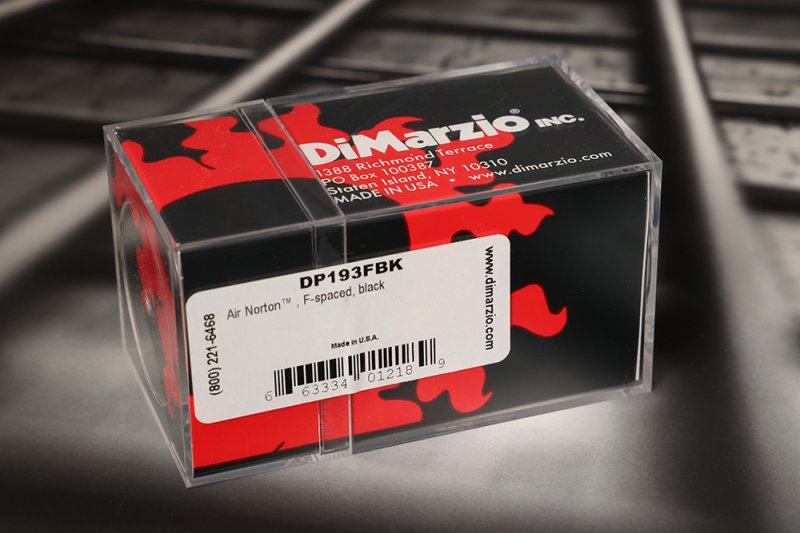 DiMarzio® INC.
1388 Richmond Terrace
PO Box 100387
Staten Island, NY 10310
MADE IN USA • www.dimarzio.com
DP193FBK
Air Norton™ , F-spaced, black
(800) 221-6468
www.dimarzio.com
Made in U.S.A.
6 63334 01218 9